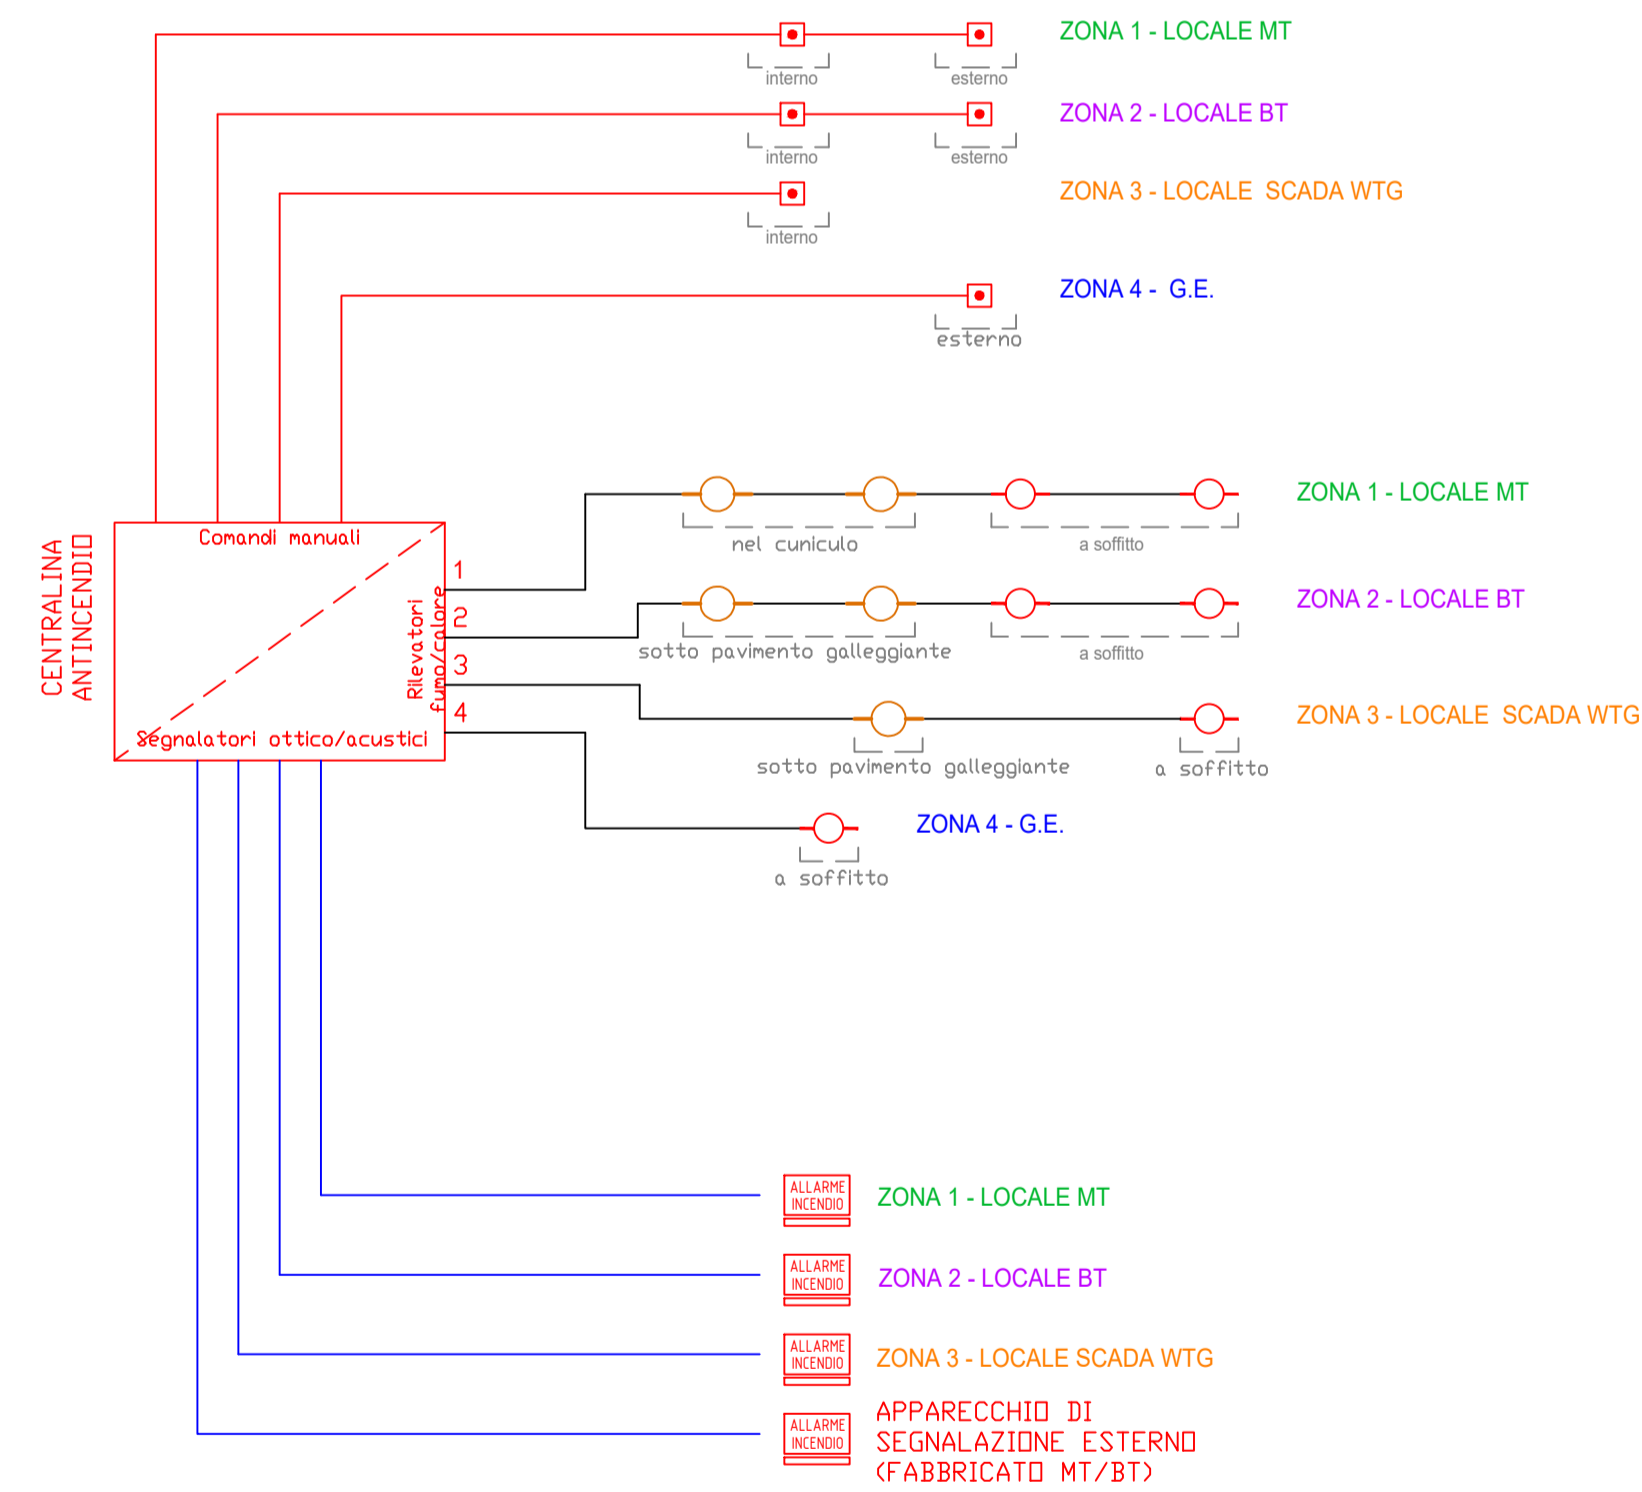 ZONA 1 - LOCALE MT
interno
esterno
ZONA 2 - LOCALE BT
interno
esterno
ZONA 3 - LOCALE  SCADA WTG
interno
ZONA 4 -  G.E.
esterno
CENTRALINA
ANTINCENDIO
Comandi manuali
Rilevatori
fumo/calore
Segnalatori ottico/acustici
1
2
3
4
ZONA 1 - LOCALE MT
nel cuniculo
a soffitto
ZONA 2 - LOCALE BT
sotto pavimento galleggiante
a soffitto
ZONA 3 - LOCALE  SCADA WTG
sotto pavimento galleggiante
a soffitto
ZONA 4 - G.E.
a soffitto
ALLARME
INCENDIO
ZONA 1 - LOCALE MT
ALLARME
INCENDIO
ZONA 2 - LOCALE BT
ALLARME
INCENDIO
ZONA 3 - LOCALE SCADA WTG
ALLARME
INCENDIO
APPARECCHIO DI
SEGNALAZIONE ESTERNO
(FABBRICATO MT/BT)